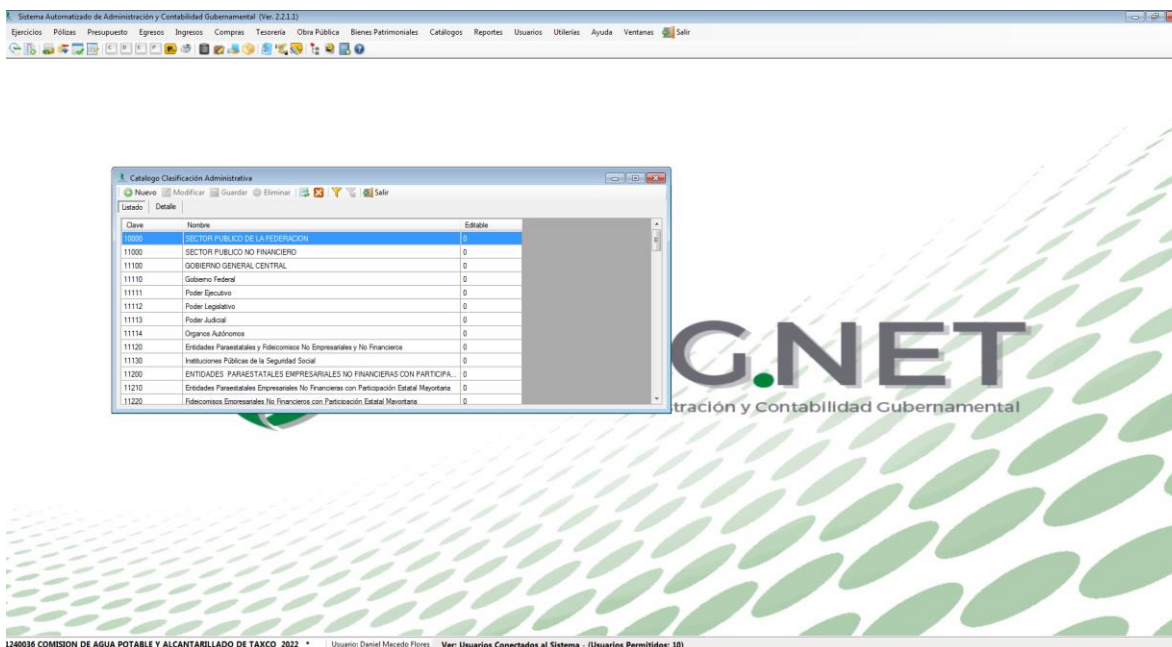 Sistema Automatizado de Administración y Contabilidad Gubernamental (Ver. 2.2.1.1)
Ejercicios Pólizas Presupuesto Egresos Ingresos Compras Tesorería Obra Pública Bienes Patrimoniales Catálogos Reportes Usuarios Utilerías Ayuda Ventanas Salir
Catalogo Clasificación Administrativa
Nuevo Modificar Guardar Eliminar Salir
Listado Detalle
Clave Nombre Editable
10000 SECTOR PUBLICO DE LA FEDERACION 0
11000 SECTOR PUBLICO NO FINANCIERO 0
11100 GOBIERNO GENERAL CENTRAL 0
11110 Gobierno Federal 0
11111 Poder Ejecutivo 0
11112 Poder Legislativo 0
11113 Poder Judicial 0
11114 Organos Autónomos 0
11120 Entidades Paraestatales y Fideicomisos No Empresariales y No Financieros 0
11130 Instituciones Públicas de la Seguridad Social 0
11200 ENTIDADES PARAESTATALES EMPRESARIALES NO FINANCIERAS CON PARTICIPA... 0
11210 Entidades Paraestatales Empresariales No Financieras con Participación Estatal Mayoritaria 0
11220 Fideicomisos Empresariales No Financieros con Participación Estatal Mayoritaria 0
G.NET
tración y Contabilidad Gubernamental
1240036 COMISION DE AGUA POTABLE Y ALCANTARILLADO DE TAXCO 2022 * Usuario: Daniel Macedo Flores Ver: Usuarios Conectados al Sistema - (Usuarios Permitidos: 10)